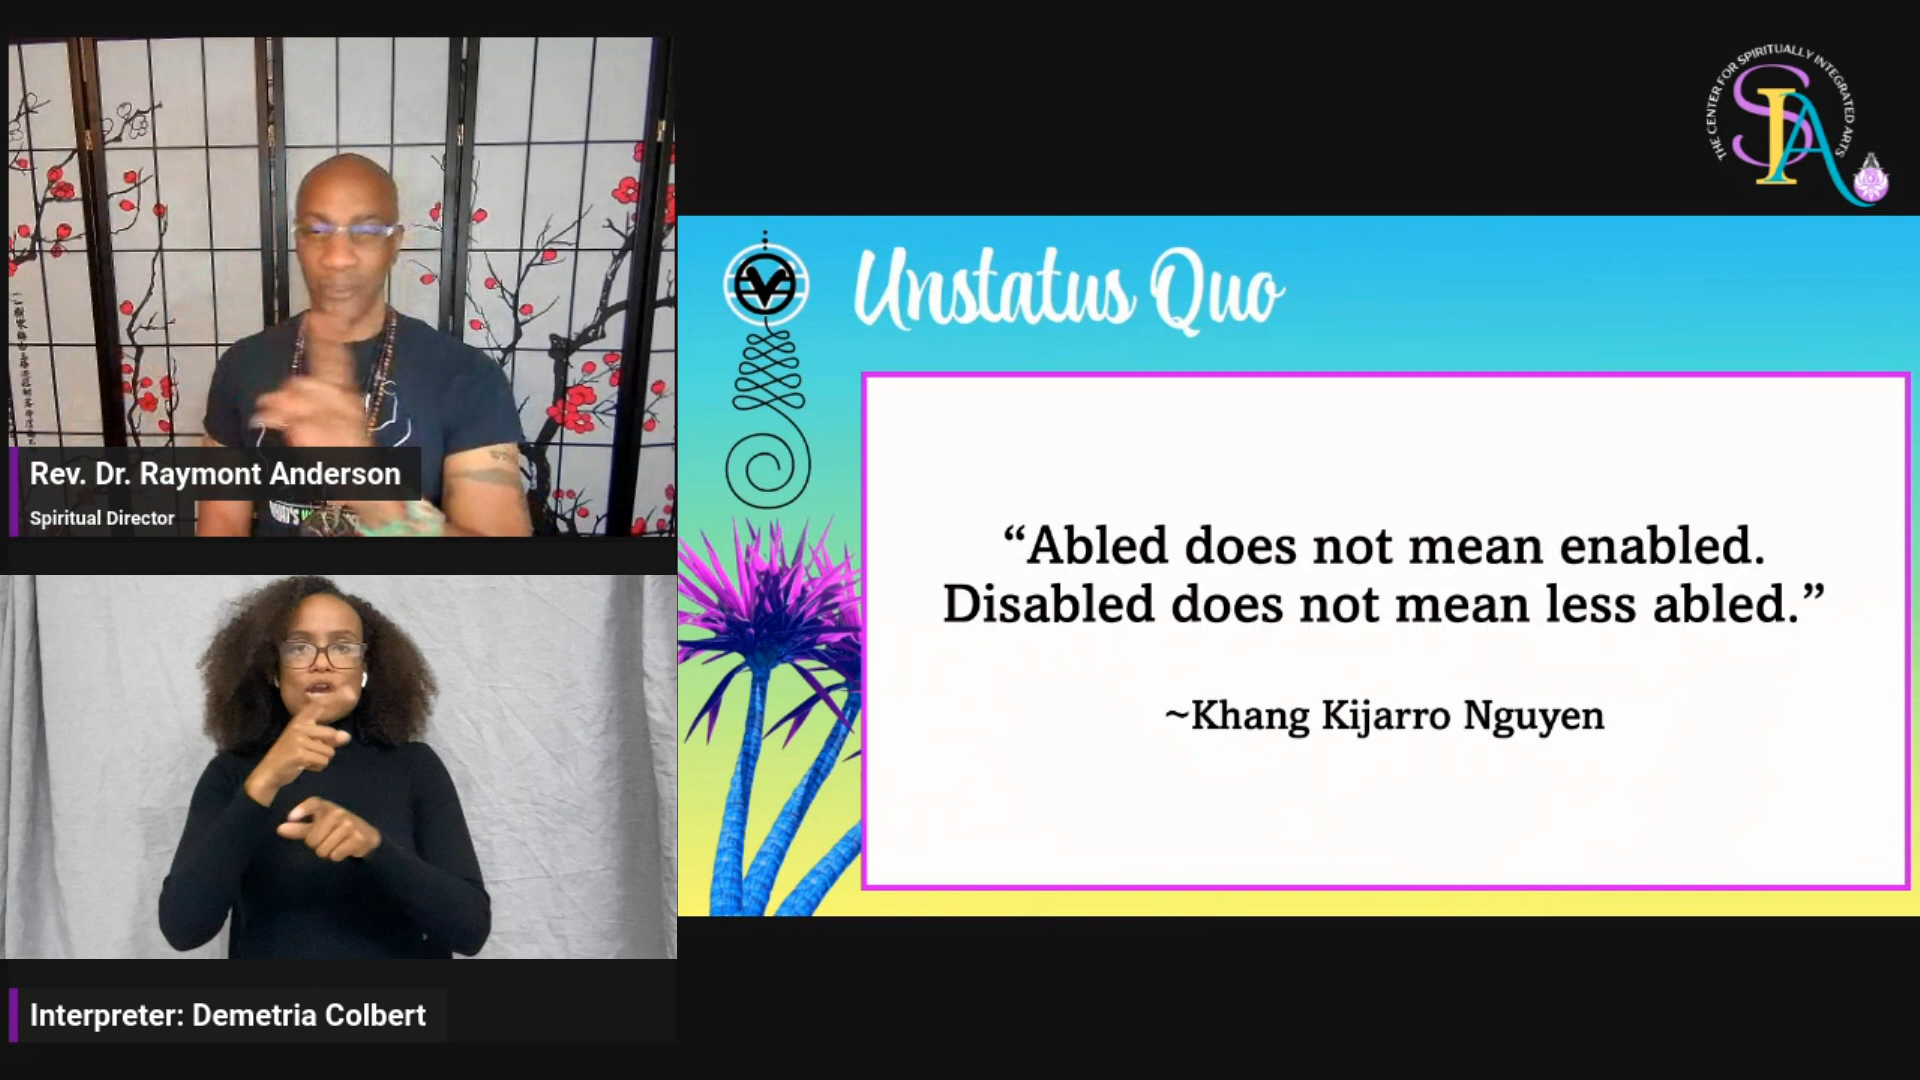 Rev. Dr. Raymont Anderson
Spiritual Director
Interpreter: Demetria Colbert
THE CENTER FOR SPIRITUALLY INTEGRATED ARTS
SIA
Unstatus Quo
“Abled does not mean enabled.
Disabled does not mean less abled.”
~Khang Kijarro Nguyen